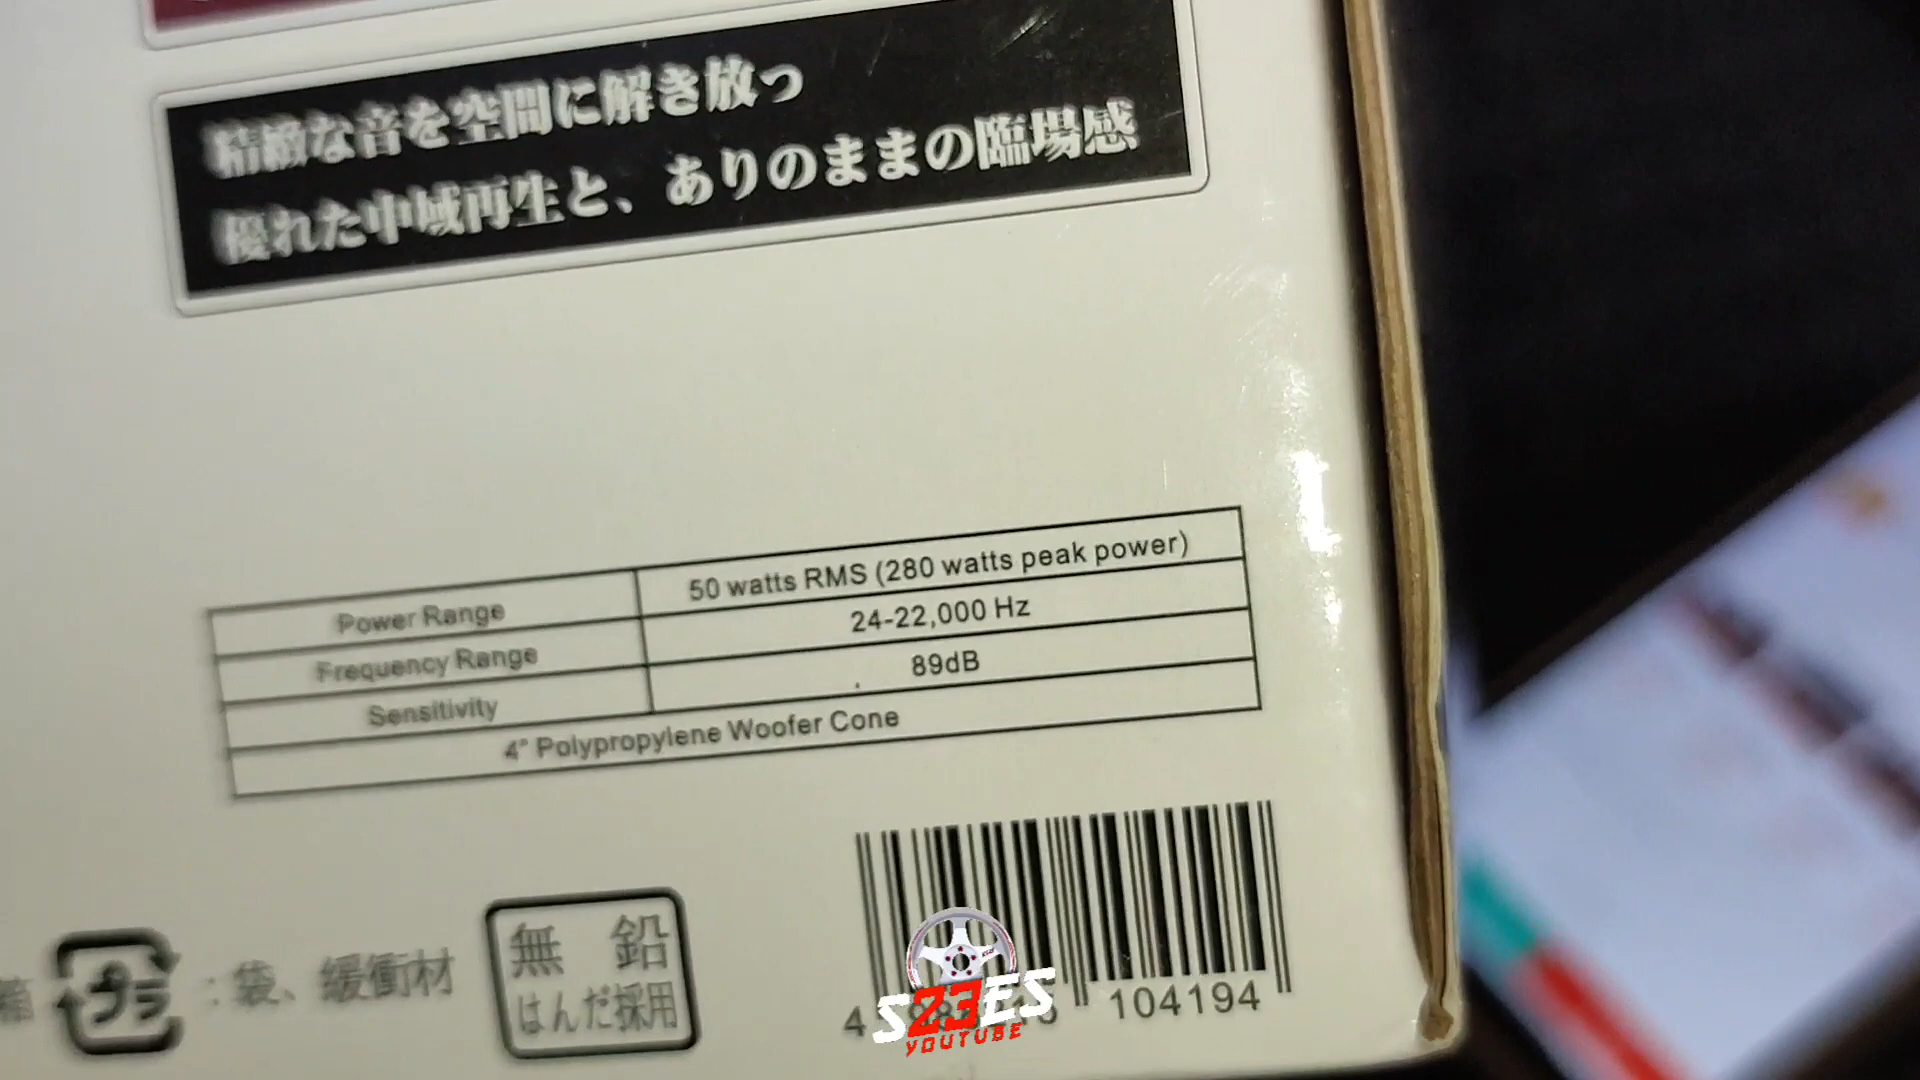 精緻な音を空間に解き放つ
優れた中域再生と、ありのままの臨場感
Power Range 50 watts RMS (280 watts peak power)
Frequency Range 24-22,000 Hz
Sensitivity 89dB
4" Polypropylene Woofer Cone
プラ :袋、緩衝材
無 鉛
はんだ採用
4 104194
S23ES
YOUTUBE